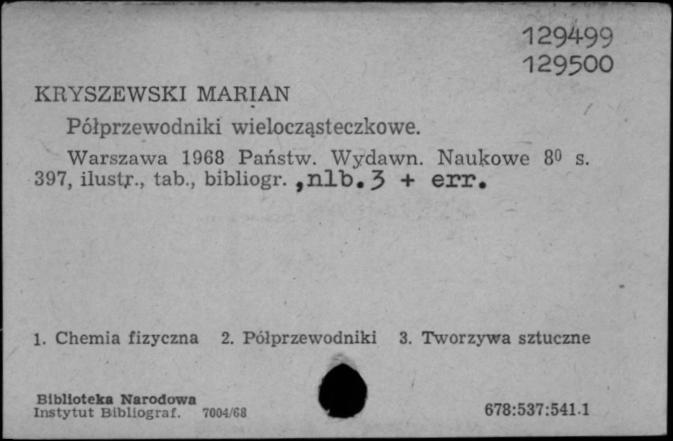 129499
129500
KRYSZEWSKI MARIAN
Półprzewodniki wielocząsteczkowe.
Warszawa 1968 Państw. Wydawn. Naukowe 8⁰ s.
397, ilustr., tab., bibliogr. ,nlb.3 + err.
1. Chemia fizyczna 2. Półprzewodniki 3. Tworzywa sztuczne
Biblioteka Narodowa
Instytut Bibliograf. 7004/68
678:537:541.1